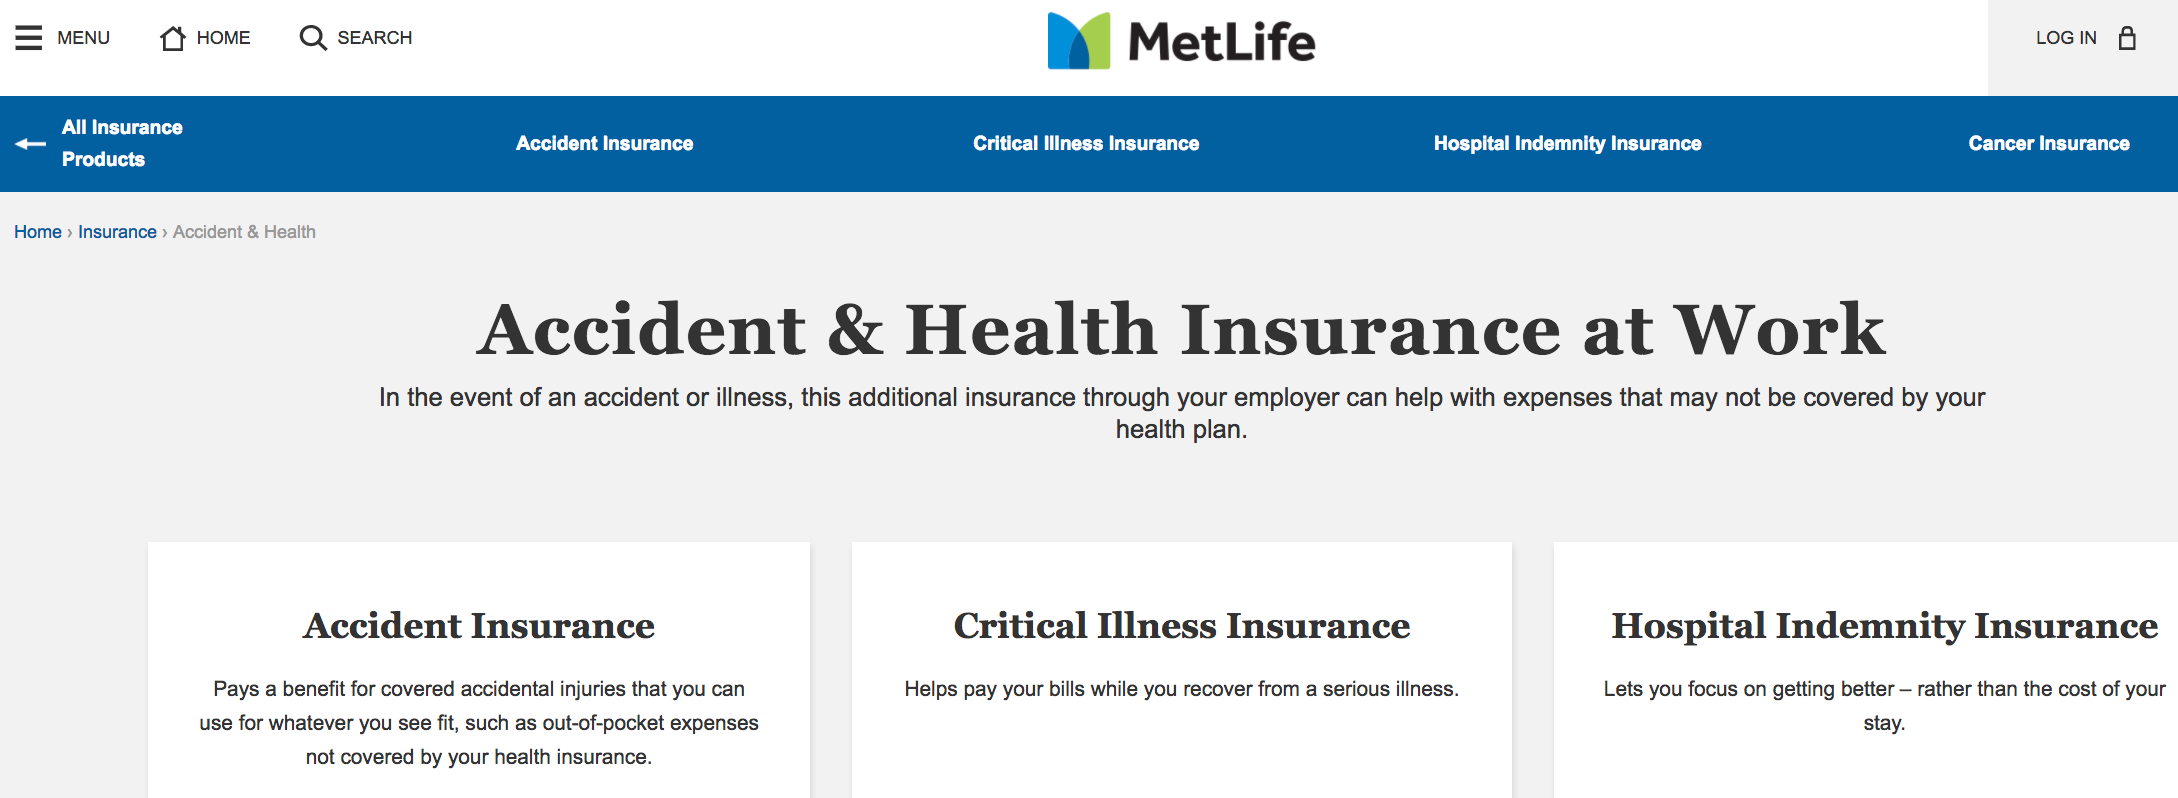 MENU
HOME
SEARCH
MetLife
LOG IN
All Insurance
Products
Accident Insurance
Critical Illness Insurance
Hospital Indemnity Insurance
Cancer Insurance
Home › Insurance › Accident & Health
Accident & Health Insurance at Work
In the event of an accident or illness, this additional insurance through your employer can help with expenses that may not be covered by your
health plan.
Accident Insurance
Pays a benefit for covered accidental injuries that you can
use for whatever you see fit, such as out-of-pocket expenses
not covered by your health insurance.
Critical Illness Insurance
Helps pay your bills while you recover from a serious illness.
Hospital Indemnity Insurance
Lets you focus on getting better – rather than the cost of your
stay.